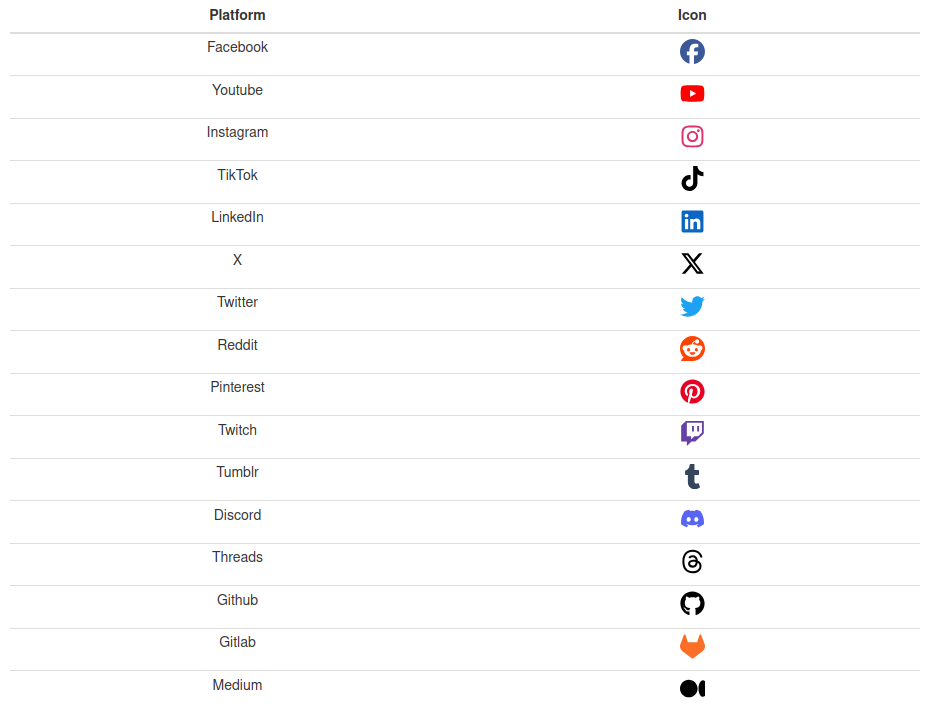 Platform Icon
Facebook
Youtube
Instagram
TikTok
LinkedIn
X
Twitter
Reddit
Pinterest
Twitch
Tumblr
Discord
Threads
Github
Gitlab
Medium